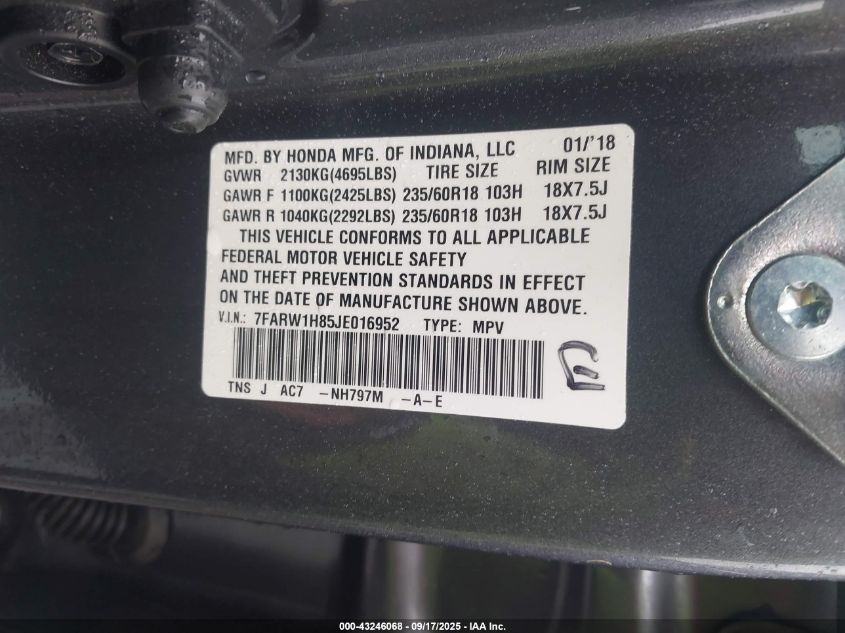 MFD. BY HONDA MFG. OF INDIANA, LLC 01/'18
GVWR 2130KG(4695LBS) TIRE SIZE RIM SIZE
GAWR F 1100KG(2425LBS) 235/60R18 103H 18X7.5J
GAWR R 1040KG(2292LBS) 235/60R18 103H 18X7.5J
THIS VEHICLE CONFORMS TO ALL APPLICABLE
FEDERAL MOTOR VEHICLE SAFETY
AND THEFT PREVENTION STANDARDS IN EFFECT
ON THE DATE OF MANUFACTURE SHOWN ABOVE.
V.I.N.: 7FARW1H85JE016952 TYPE: MPV
TNS J AC7 -NH797M -A-E
000-43246068 - 09/17/2025 - IAA Inc.